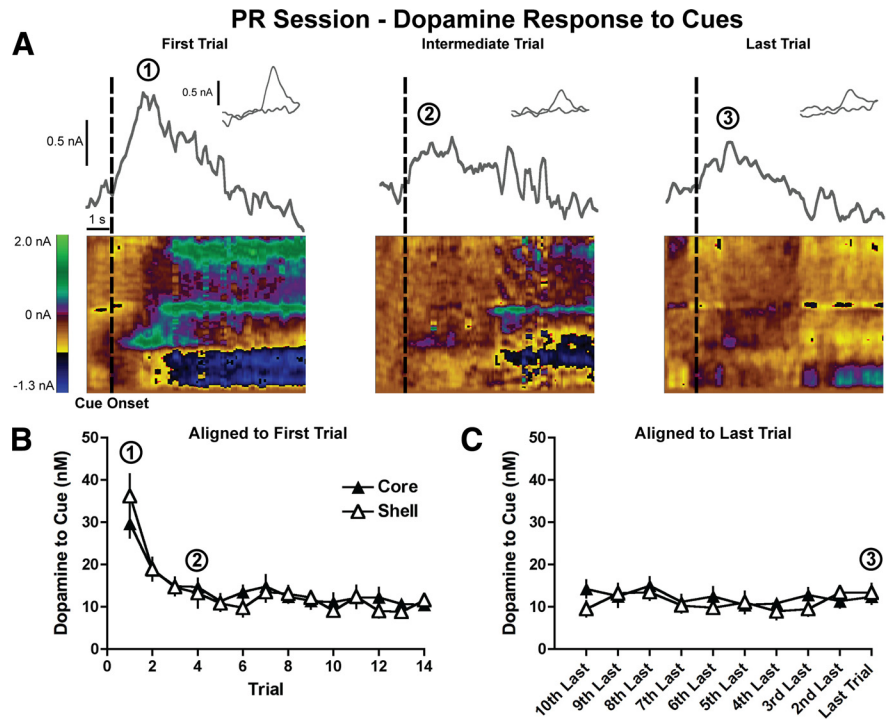 PR Session - Dopamine Response to Cues
A
First Trial
Intermediate Trial
Last Trial
1
2
3
0.5 nA
0.5 nA
1 s
2.0 nA
0 nA
-1.3 nA
Cue Onset
B
Aligned to First Trial
Dopamine to Cue (nM)
50
40
30
20
10
0
1
2
Core
Shell
0 2 4 6 8 10 12 14
Trial
C
Aligned to Last Trial
Dopamine to Cue (nM)
50
40
30
20
10
0
3
10th Last
9th Last
8th Last
7th Last
6th Last
5th Last
4th Last
3rd Last
2nd Last
Last Trial